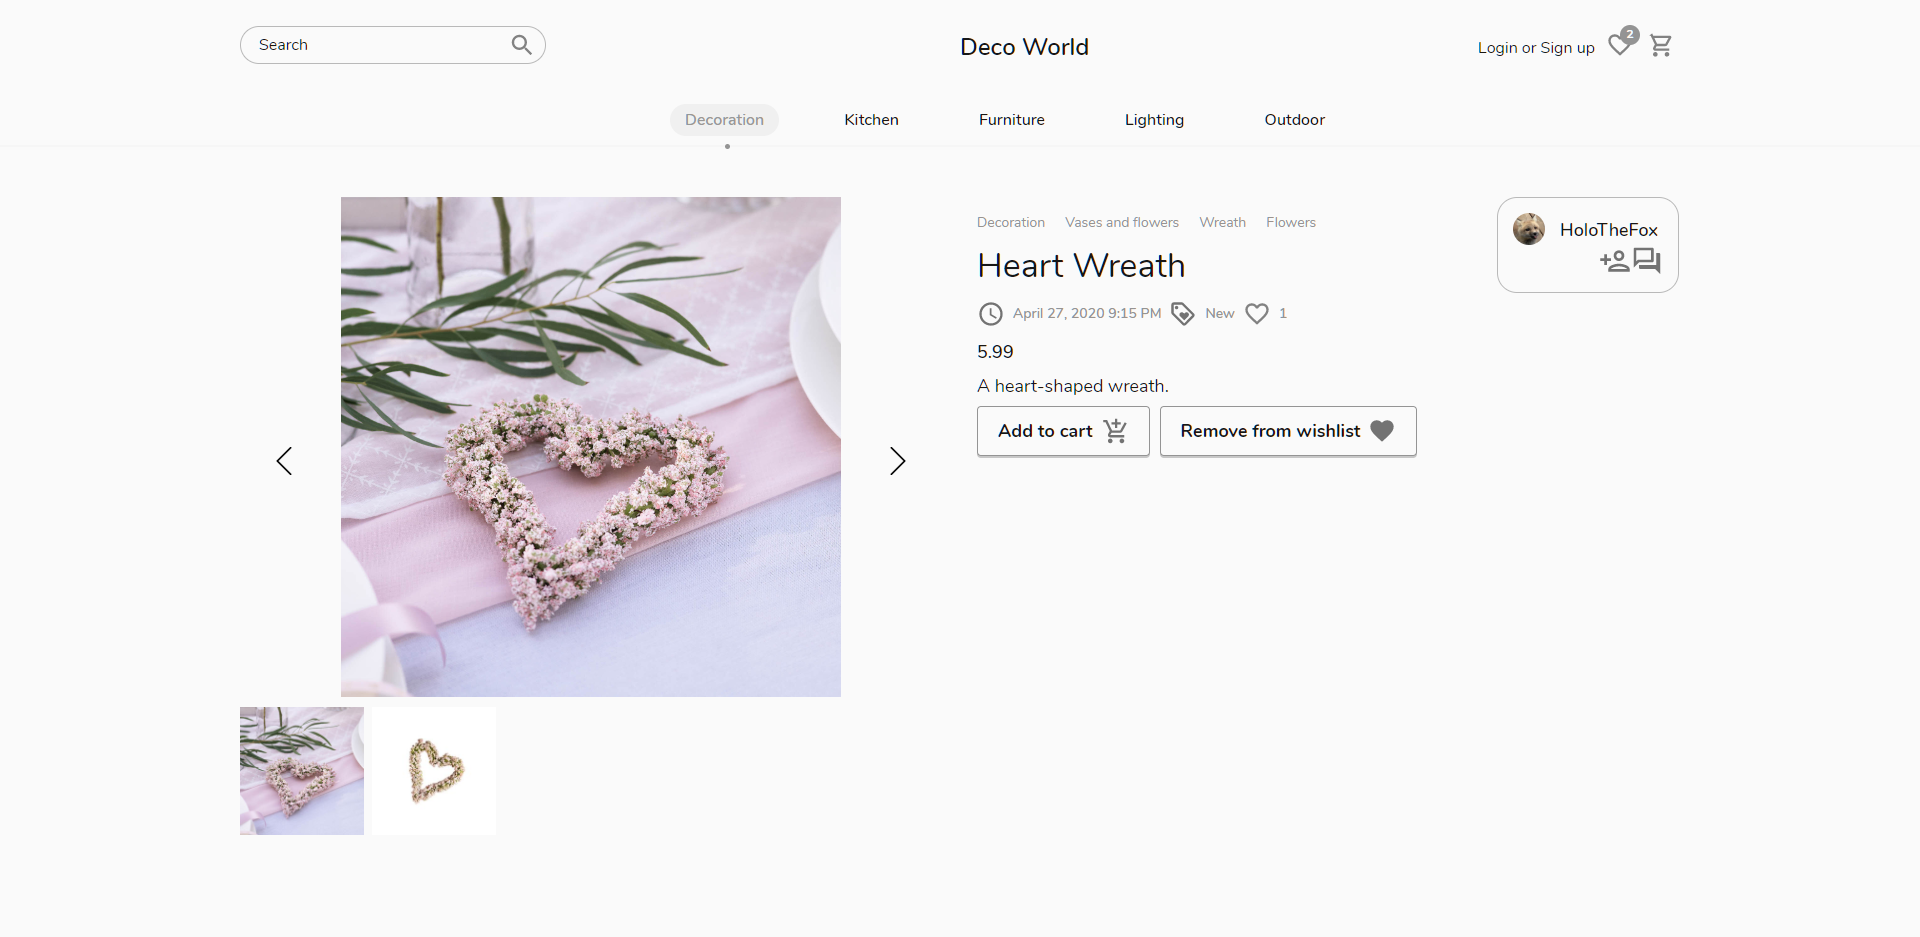 Search
Deco World
Login or Sign up
2
Decoration
Kitchen
Furniture
Lighting
Outdoor
Decoration
Vases and flowers
Wreath
Flowers
Heart Wreath
April 27, 2020 9:15 PM
New
1
5.99
A heart-shaped wreath.
Add to cart
Remove from wishlist
HoloTheFox